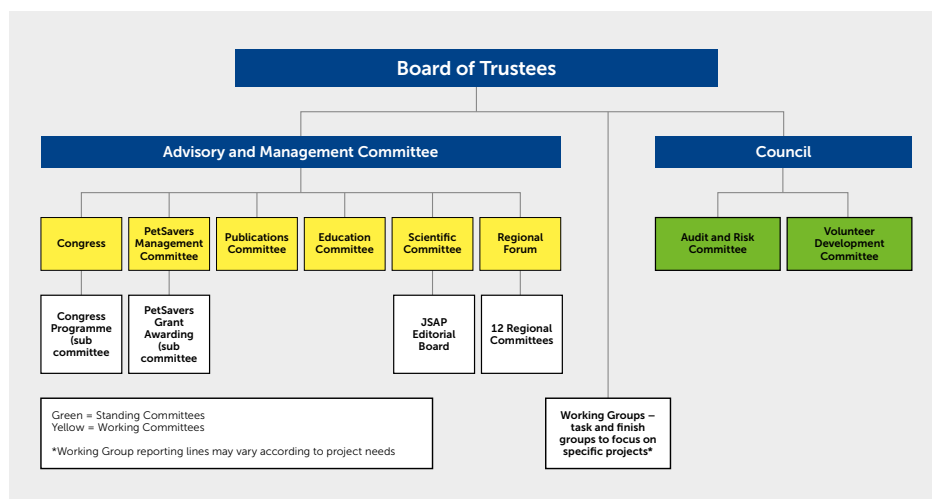 Board of Trustees
Advisory and Management Committee
Council
Congress
PetSavers
Management
Committee
Publications
Committee
Education
Committee
Scientific
Committee
Regional
Forum
Audit and Risk
Committee
Volunteer
Development
Committee
Congress
Programme
(sub
committee
PetSavers
Grant
Awarding
(sub
committee
JSAP
Editorial
Board
12 Regional
Committees
Green = Standing Committees
Yellow = Working Committees
*Working Group reporting lines may vary according to project needs
Working Groups –
task and finish
groups to focus on
specific projects*